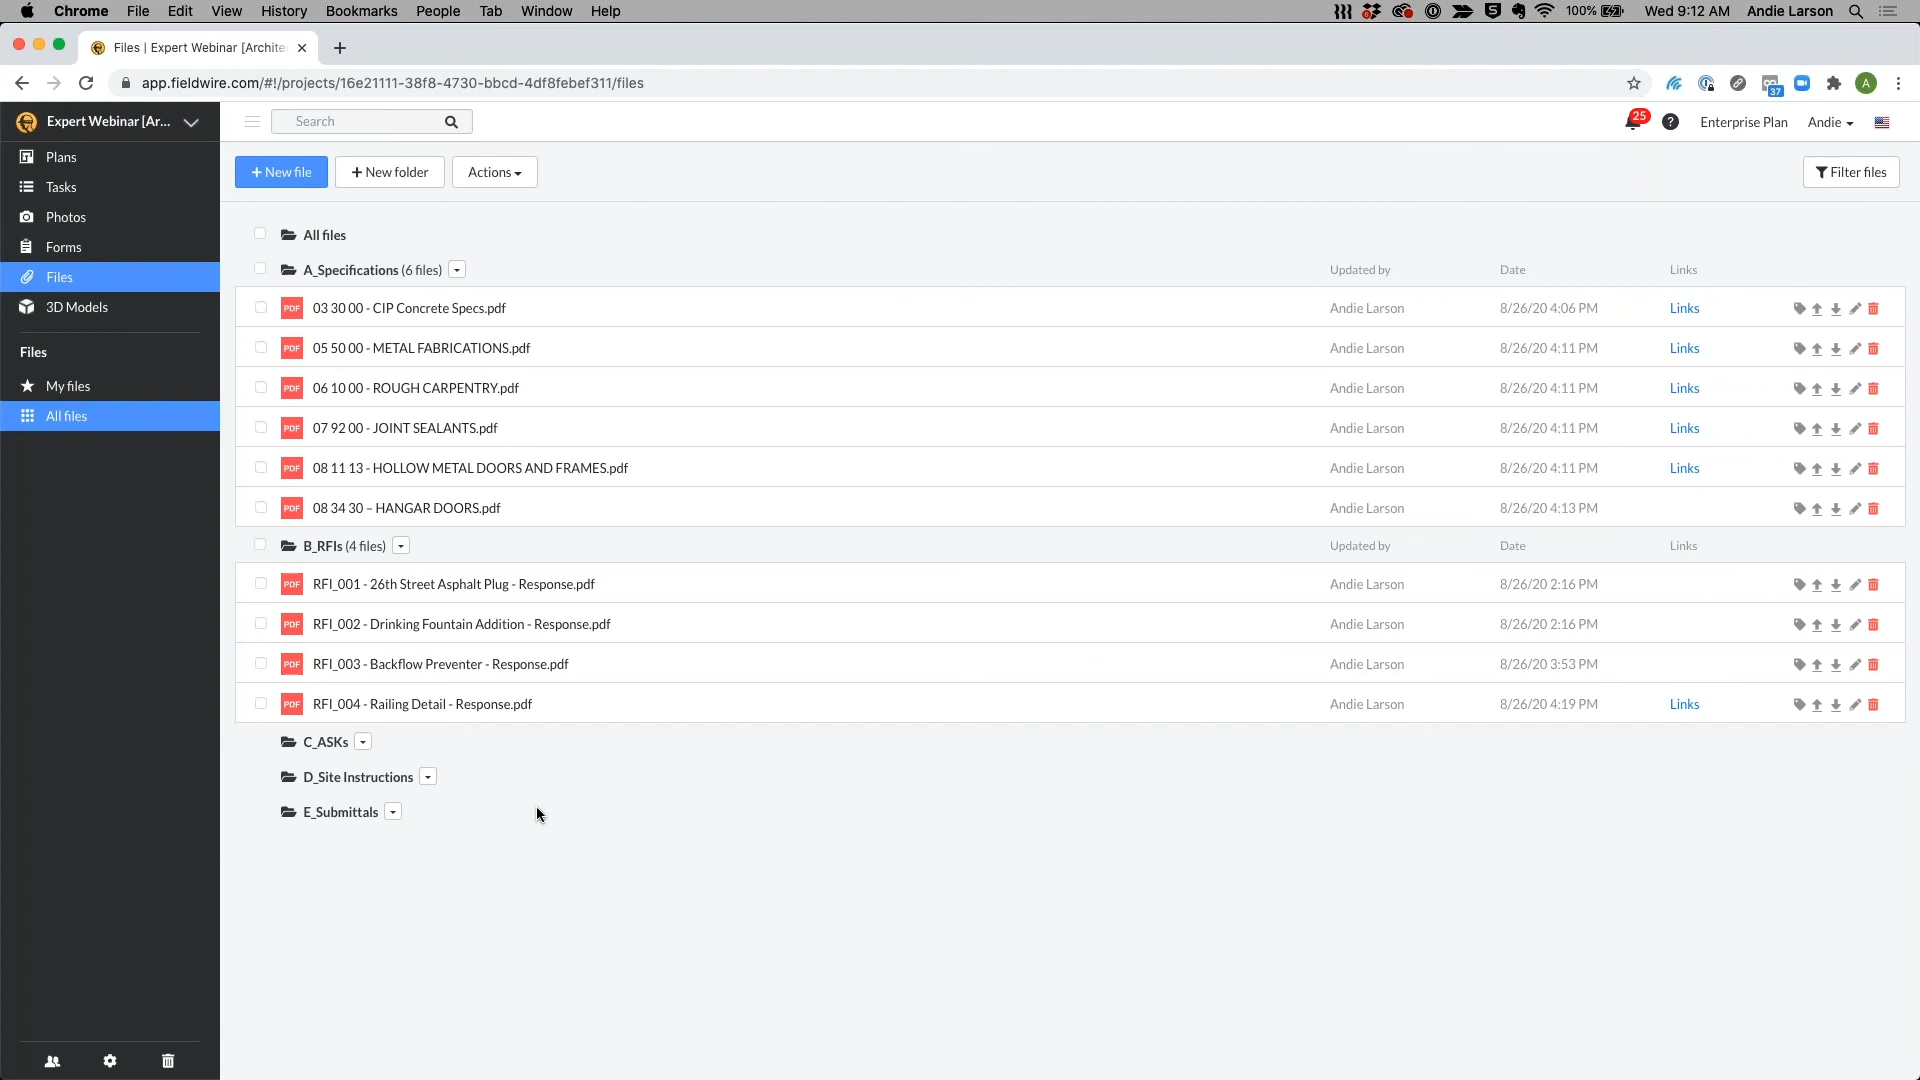 Chrome File Edit View History Bookmarks People Tab Window Help 100% Wed 9:12 AM Andie Larson
Files | Expert Webinar [Archite
app.fieldwire.com/#!/projects/16e21111-38f8-4730-bbcd-4df8febef311/files 37 A
Expert Webinar [Ar... Search 25 Enterprise Plan Andie
Plans
Tasks
Photos
Forms
Files
3D Models
Files
My files
All files
+ New file + New folder Actions Filter files
All files
A_Specifications (6 files) Updated by Date Links
PDF 03 30 00 - CIP Concrete Specs.pdf Andie Larson 8/26/20 4:06 PM Links
PDF 05 50 00 - METAL FABRICATIONS.pdf Andie Larson 8/26/20 4:11 PM Links
PDF 06 10 00 - ROUGH CARPENTRY.pdf Andie Larson 8/26/20 4:11 PM Links
PDF 07 92 00 - JOINT SEALANTS.pdf Andie Larson 8/26/20 4:11 PM Links
PDF 08 11 13 - HOLLOW METAL DOORS AND FRAMES.pdf Andie Larson 8/26/20 4:11 PM Links
PDF 08 34 30 – HANGAR DOORS.pdf Andie Larson 8/26/20 4:13 PM
B_RFIs (4 files) Updated by Date Links
PDF RFI_001 - 26th Street Asphalt Plug - Response.pdf Andie Larson 8/26/20 2:16 PM
PDF RFI_002 - Drinking Fountain Addition - Response.pdf Andie Larson 8/26/20 2:16 PM
PDF RFI_003 - Backflow Preventer - Response.pdf Andie Larson 8/26/20 3:53 PM
PDF RFI_004 - Railing Detail - Response.pdf Andie Larson 8/26/20 4:19 PM Links
C_ASKs
D_Site Instructions
E_Submittals